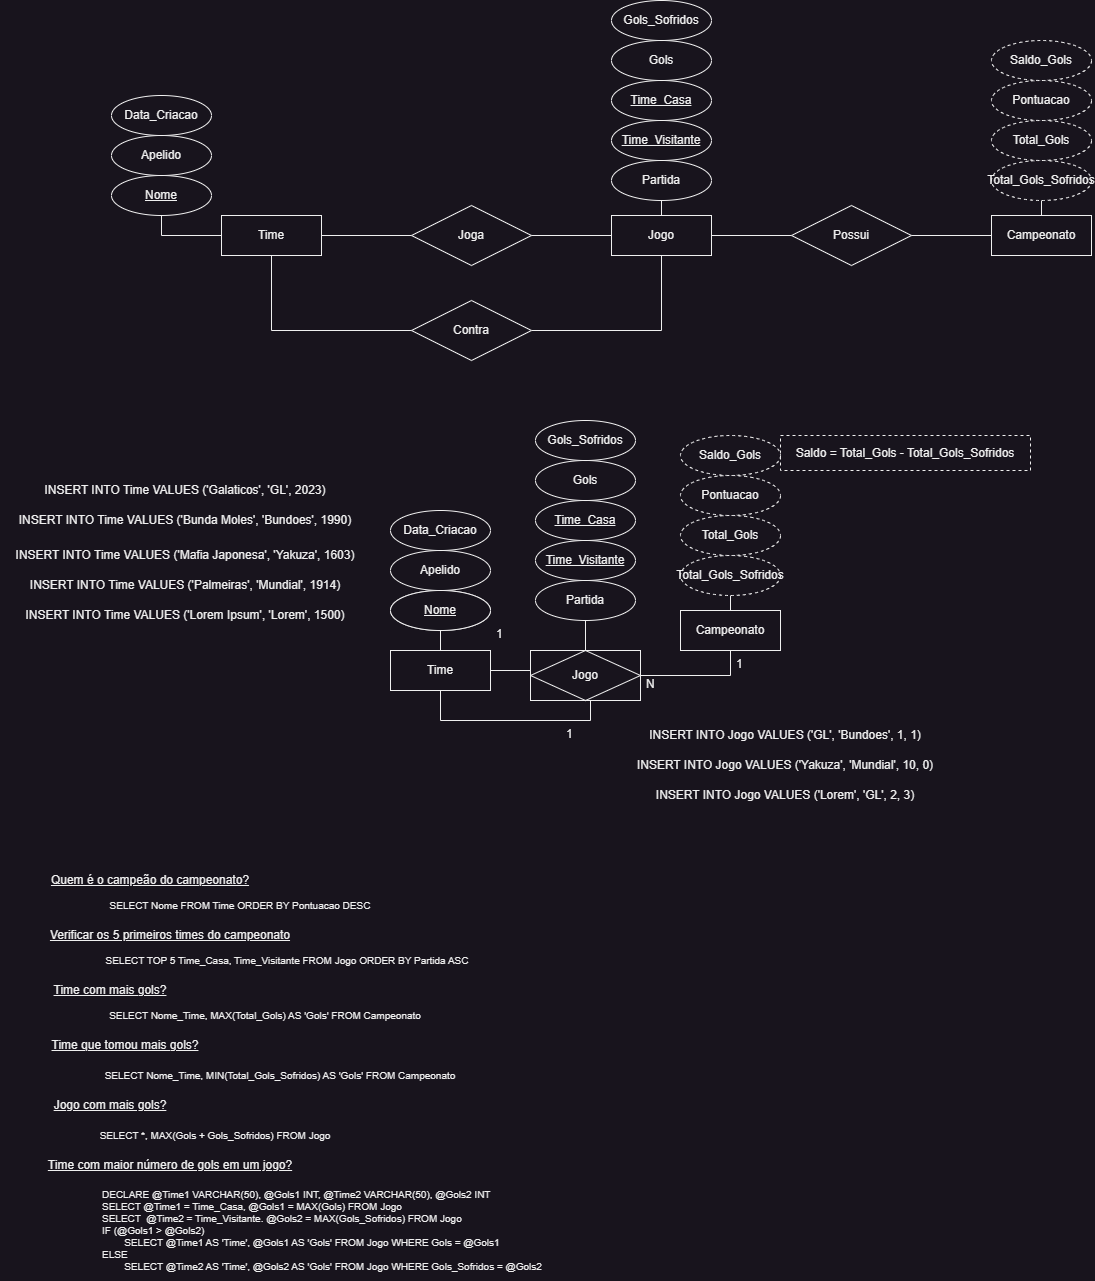 Gols_Sofridos
Gols
Time_Casa
Time_Visitante
Partida
Saldo_Gols
Pontuacao
Total_Gols
Total_Gols_Sofridos
Data_Criacao
Apelido
Nome
Time
Joga
Jogo
Possui
Campeonato
Contra
Gols_Sofridos
Gols
Time_Casa
Time_Visitante
Partida
Saldo_Gols
Pontuacao
Total_Gols
Total_Gols_Sofridos
Saldo = Total_Gols - Total_Gols_Sofridos
INSERT INTO Time VALUES ('Galaticos', 'GL', 2023)
INSERT INTO Time VALUES ('Bunda Moles', 'Bundoes', 1990)
INSERT INTO Time VALUES ('Mafia Japonesa', 'Yakuza', 1603)
INSERT INTO Time VALUES ('Palmeiras', 'Mundial', 1914)
INSERT INTO Time VALUES ('Lorem Ipsum', 'Lorem', 1500)
Data_Criacao
Apelido
Nome
1
Time
Jogo
N
Campeonato
1
1
INSERT INTO Jogo VALUES ('GL', 'Bundoes', 1, 1)
INSERT INTO Jogo VALUES ('Yakuza', 'Mundial', 10, 0)
INSERT INTO Jogo VALUES ('Lorem', 'GL', 2, 3)
Quem é o campeão do campeonato?
SELECT Nome FROM Time ORDER BY Pontuacao DESC
Verificar os 5 primeiros times do campeonato
SELECT TOP 5 Time_Casa, Time_Visitante FROM Jogo ORDER BY Partida ASC
Time com mais gols?
SELECT Nome_Time, MAX(Total_Gols) AS 'Gols' FROM Campeonato
Time que tomou mais gols?
SELECT Nome_Time, MIN(Total_Gols_Sofridos) AS 'Gols' FROM Campeonato
Jogo com mais gols?
SELECT *, MAX(Gols + Gols_Sofridos) FROM Jogo
Time com maior número de gols em um jogo?
DECLARE @Time1 VARCHAR(50), @Gols1 INT, @Time2 VARCHAR(50), @Gols2 INT
SELECT @Time1 = Time_Casa, @Gols1 = MAX(Gols) FROM Jogo
SELECT  @Time2 = Time_Visitante. @Gols2 = MAX(Gols_Sofridos) FROM Jogo
IF (@Gols1 > @Gols2)
SELECT @Time1 AS 'Time', @Gols1 AS 'Gols' FROM Jogo WHERE Gols = @Gols1
ELSE
SELECT @Time2 AS 'Time', @Gols2 AS 'Gols' FROM Jogo WHERE Gols_Sofridos = @Gols2